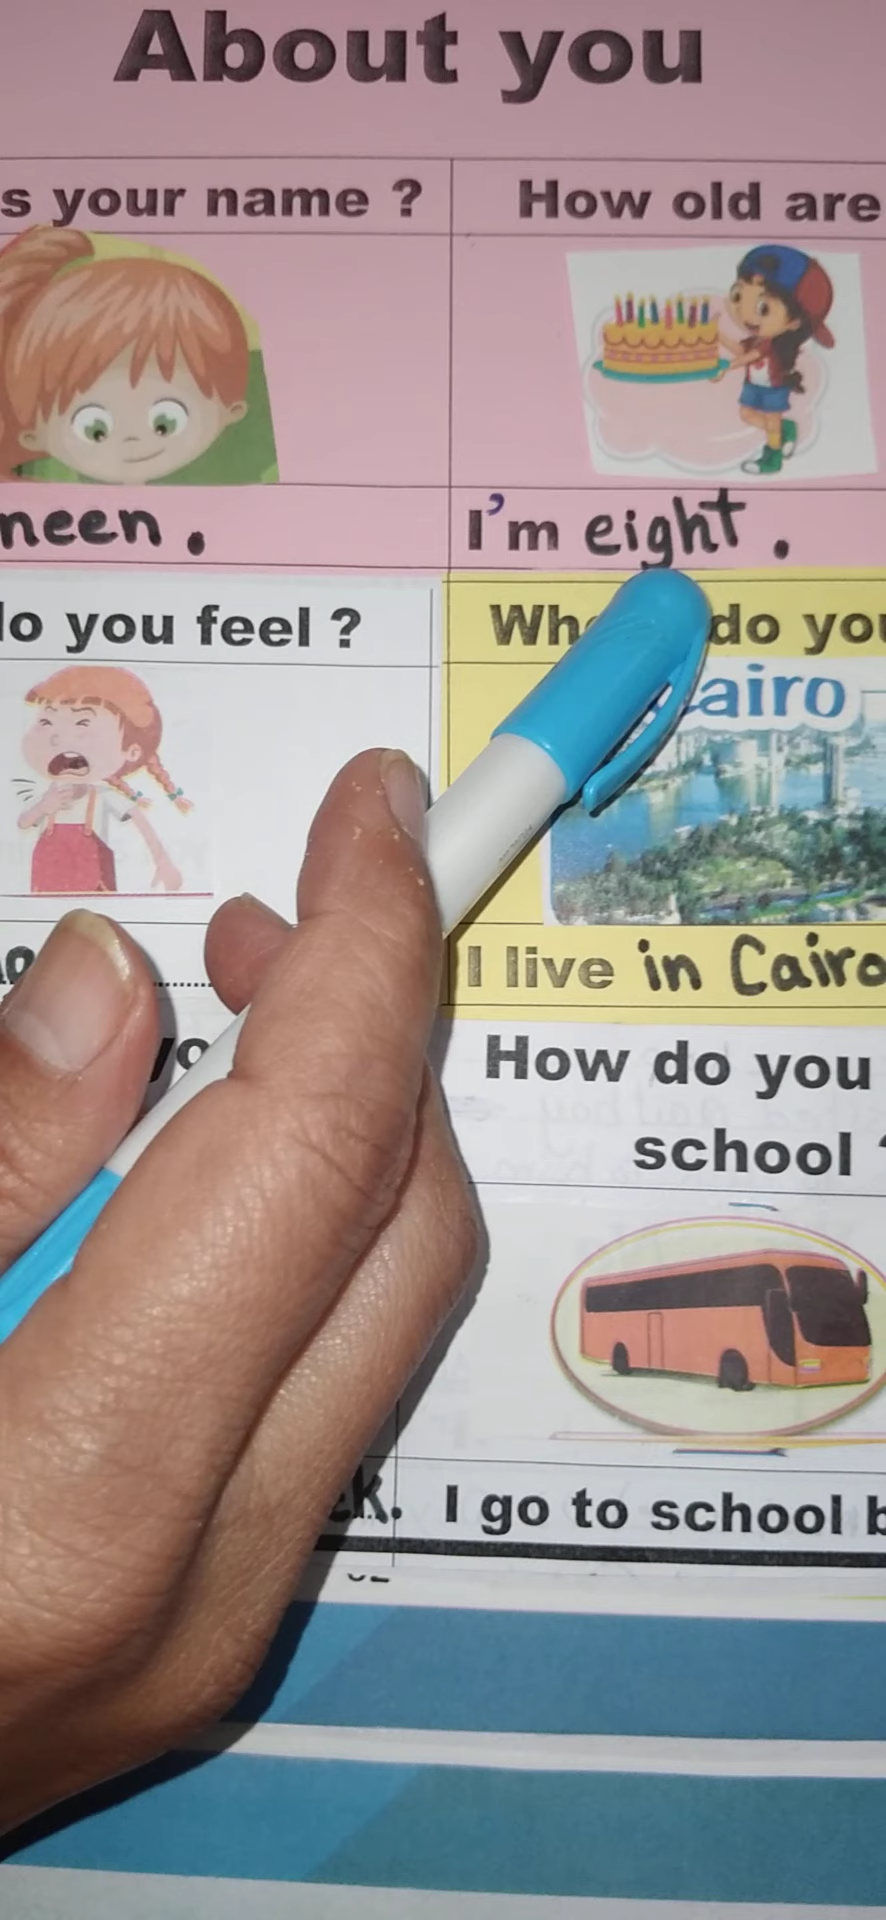 About you
s your name ?
How old are
neen .
I'm eight .
do you feel ?
do you
airo
I live in Cairo
How do you
school ?
I go to school b